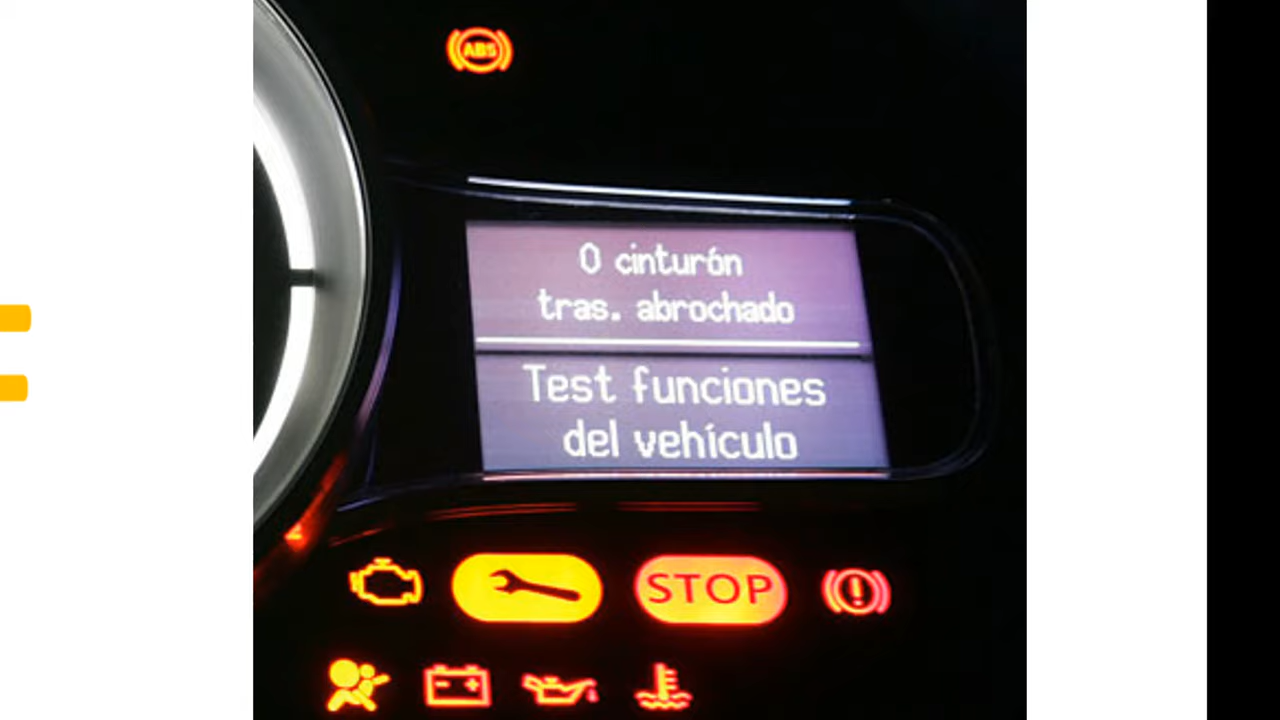 ABS
0 cinturón
tras. abrochado
Test funciones
del vehículo
STOP